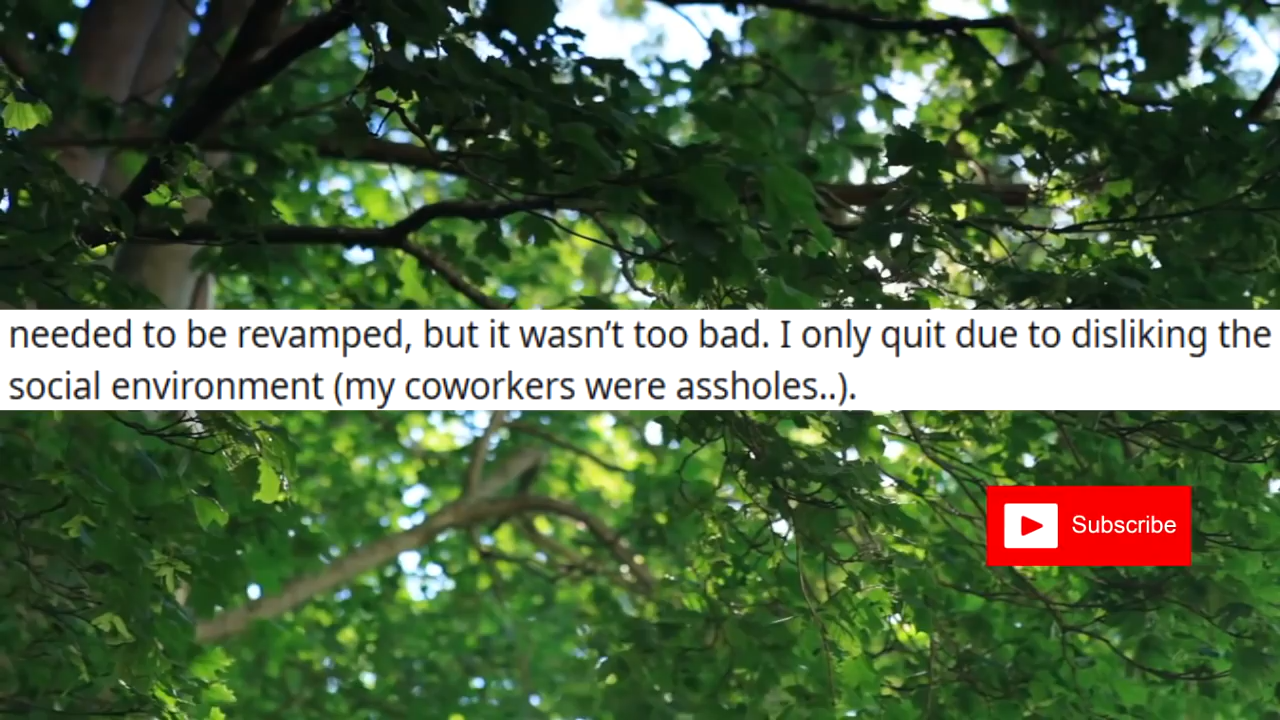 needed to be revamped, but it wasn’t too bad. I only quit due to disliking the
social environment (my coworkers were assholes..).
Subscribe